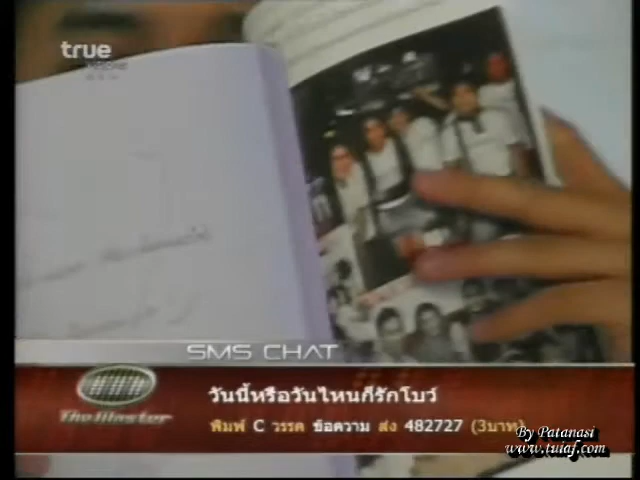 true
SMS CHAT
The Master
วันนี้หรือวันไหนก็รักโบว์
พิมพ์ C วรรค ข้อความ ส่ง 482727 (3บาท)
By Patanasi
www.tuiaf.com